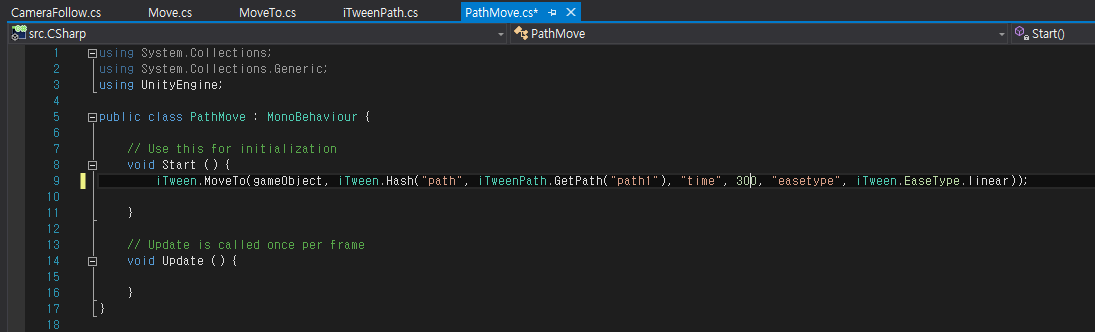 CameraFollow.cs Move.cs MoveTo.cs iTweenPath.cs PathMove.cs*
src.CSharp PathMove Start()
1 using System.Collections;
2 using System.Collections.Generic;
3 using UnityEngine;
4
5 public class PathMove : MonoBehaviour {
6
7 // Use this for initialization
8 void Start () {
9 iTween.MoveTo(gameObject, iTween.Hash("path", iTweenPath.GetPath("path1"), "time", 300, "easetype", iTween.EaseType.linear));
10
11 }
12
13 // Update is called once per frame
14 void Update () {
15
16 }
17 }
18